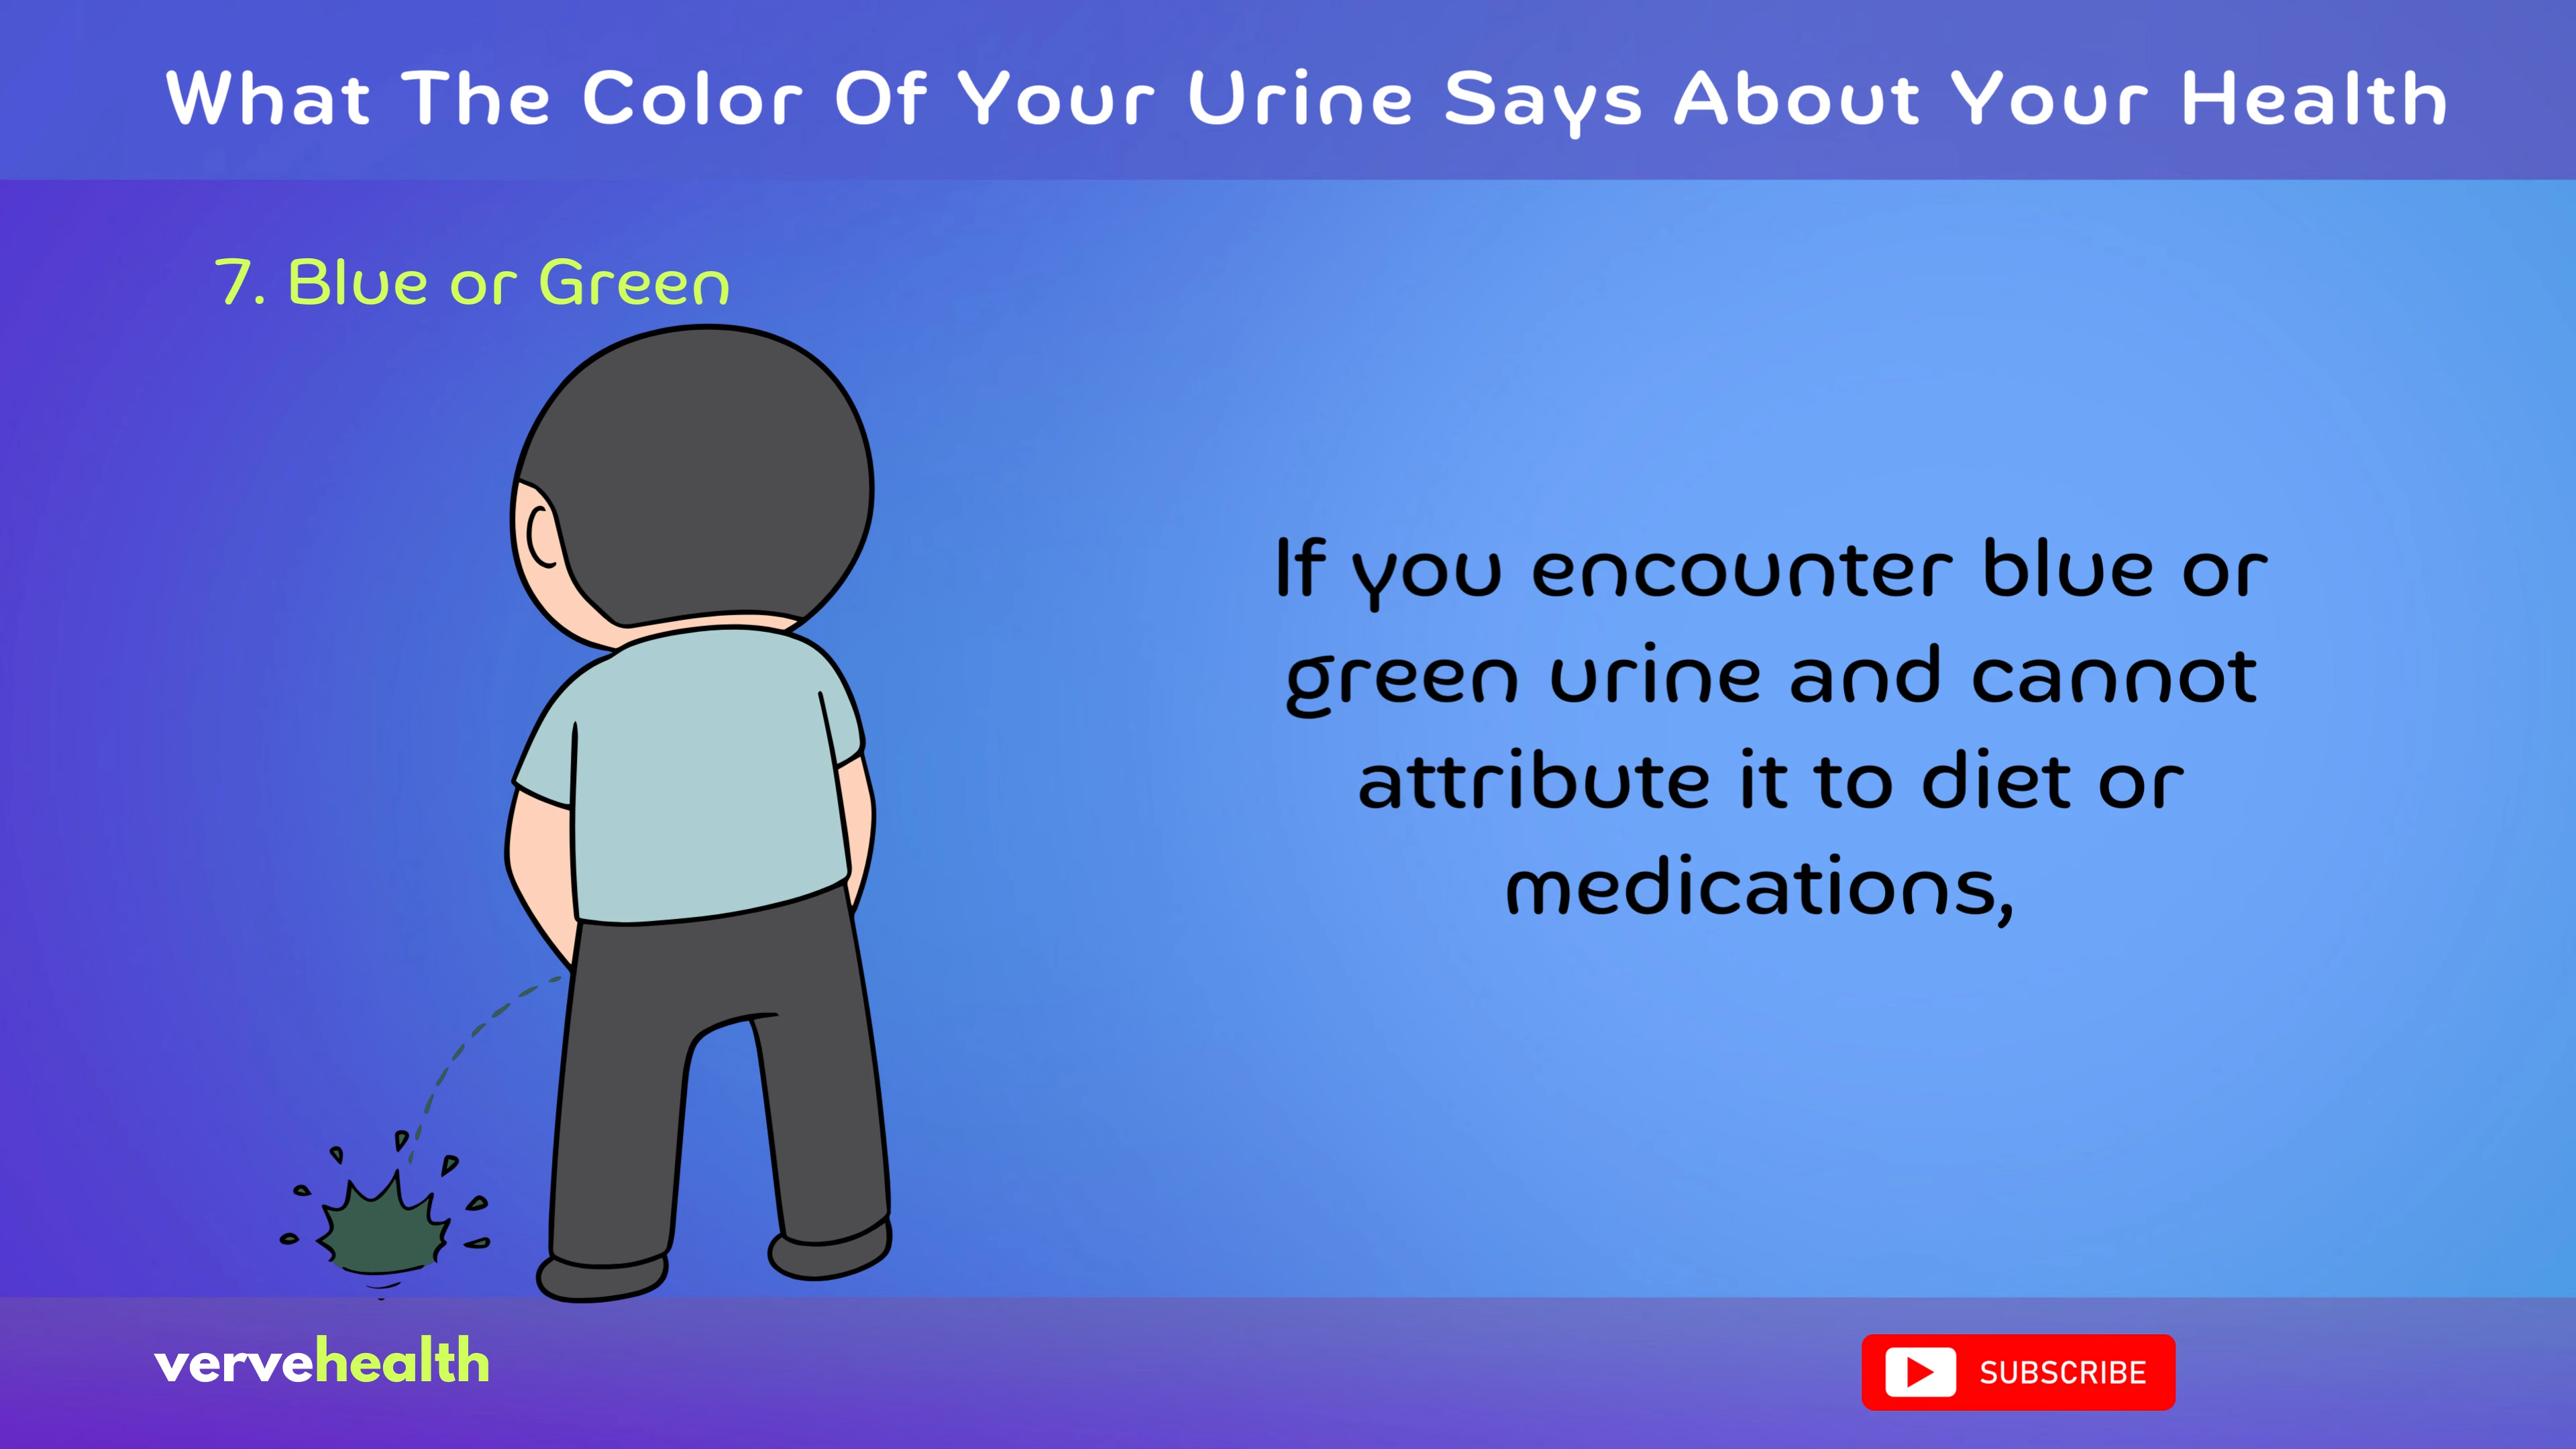 What The Color Of Your Urine Says About Your Health
7. Blue or Green
If you encounter blue or
green urine and cannot
attribute it to diet or
medications,
vervehealth
SUBSCRIBE